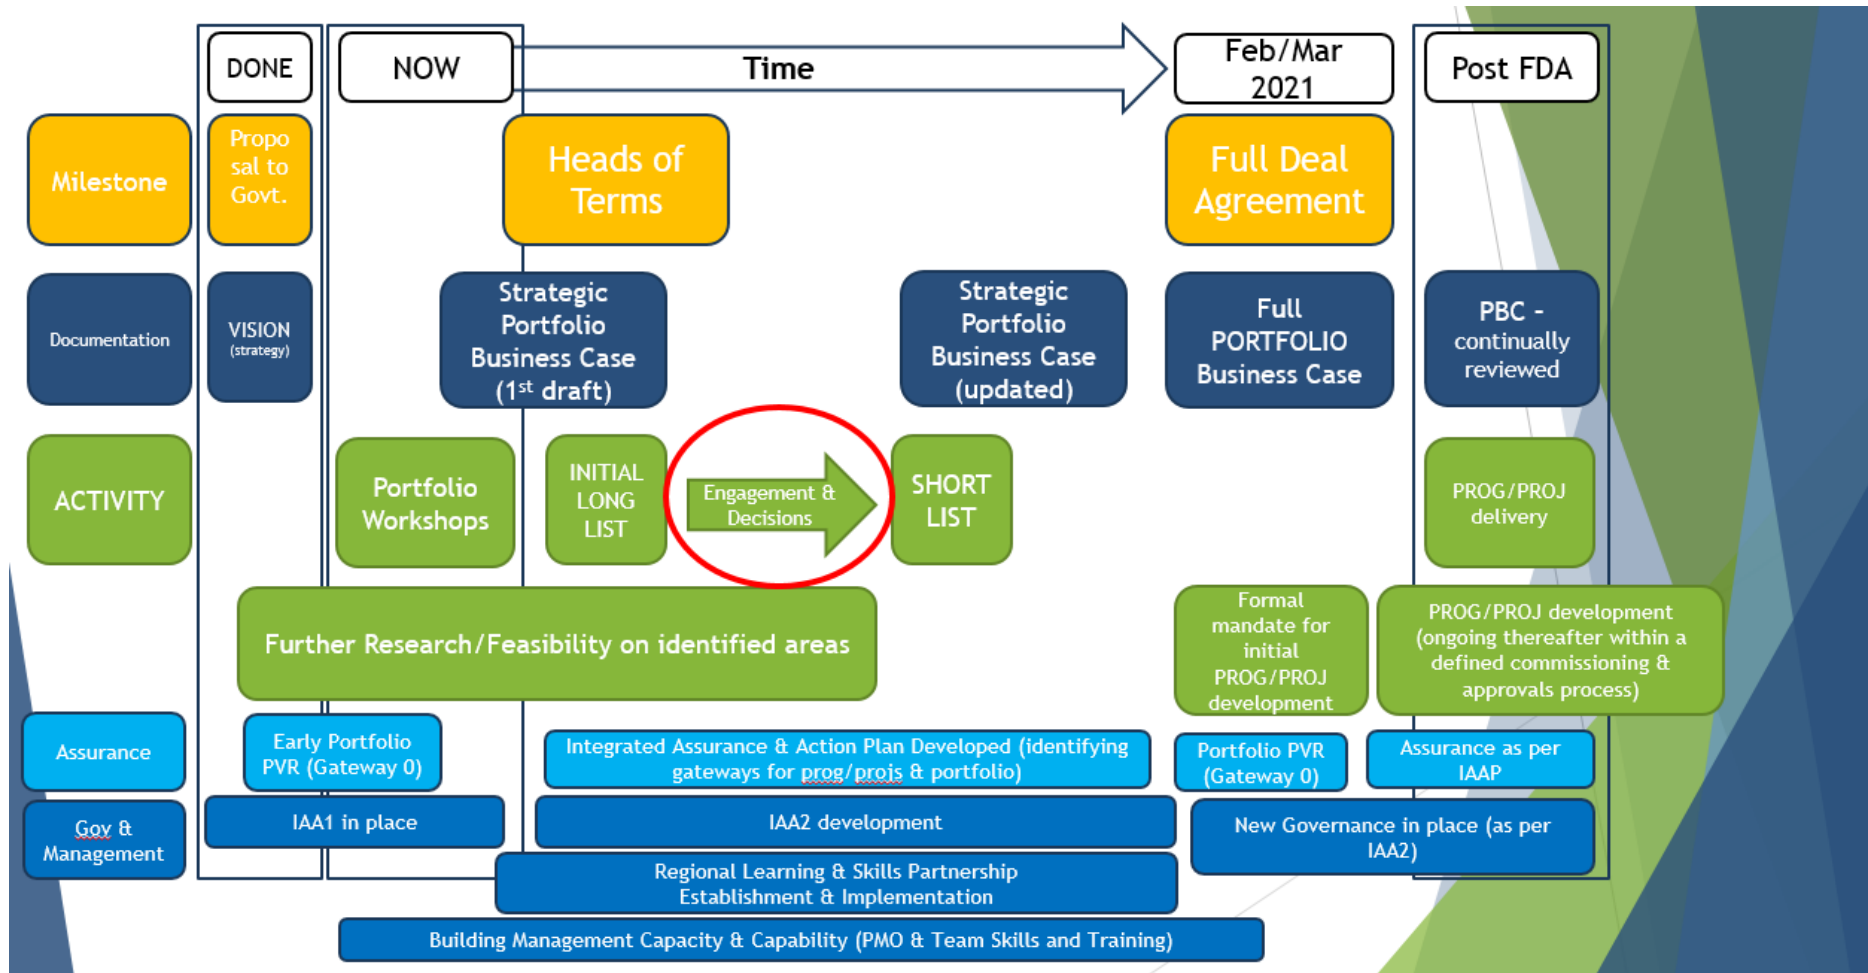 DONE
NOW
Time
Feb/Mar
2021
Post FDA
Milestone
Propo
sal to
Govt.
Heads of
Terms
Full Deal
Agreement
Documentation
VISION
(strategy)
Strategic
Portfolio
Business Case
(1st draft)
Strategic
Portfolio
Business Case
(updated)
Full
PORTFOLIO
Business Case
PBC –
continually
reviewed
ACTIVITY
Portfolio
Workshops
INITIAL
LONG
LIST
Engagement &
Decisions
SHORT
LIST
PROG/PROJ
delivery
Further Research/Feasibility on identified areas
Formal
mandate for
initial
PROG/PROJ
development
PROG/PROJ development
(ongoing thereafter within a
defined commissioning &
approvals process)
Assurance
Early Portfolio
PVR (Gateway 0)
Integrated Assurance & Action Plan Developed (identifying
gateways for prog/projs & portfolio)
Portfolio PVR
(Gateway 0)
Assurance as per
IAAP
Gov &
Management
IAA1 in place
IAA2 development
New Governance in place (as per
IAA2)
Regional Learning & Skills Partnership
Establishment & Implementation
Building Management Capacity & Capability (PMO & Team Skills and Training)